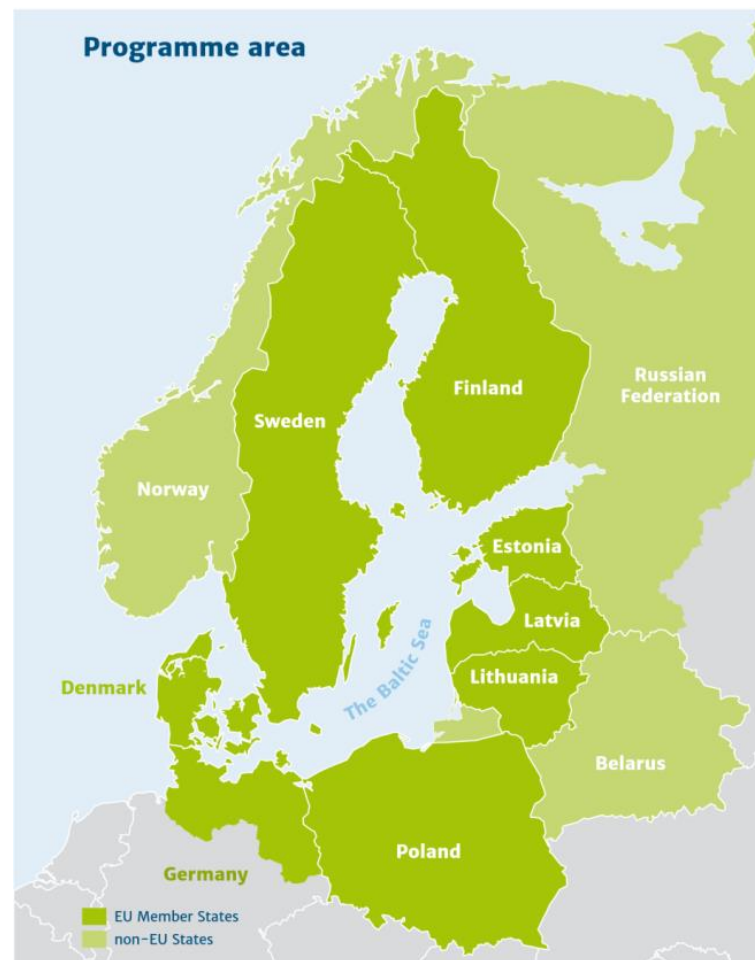 Programme area
Russian
Federation
Finland
Sweden
Norway
Estonia
Latvia
Lithuania
Denmark
The Baltic Sea
Belarus
Poland
Germany
EU Member States
non-EU States